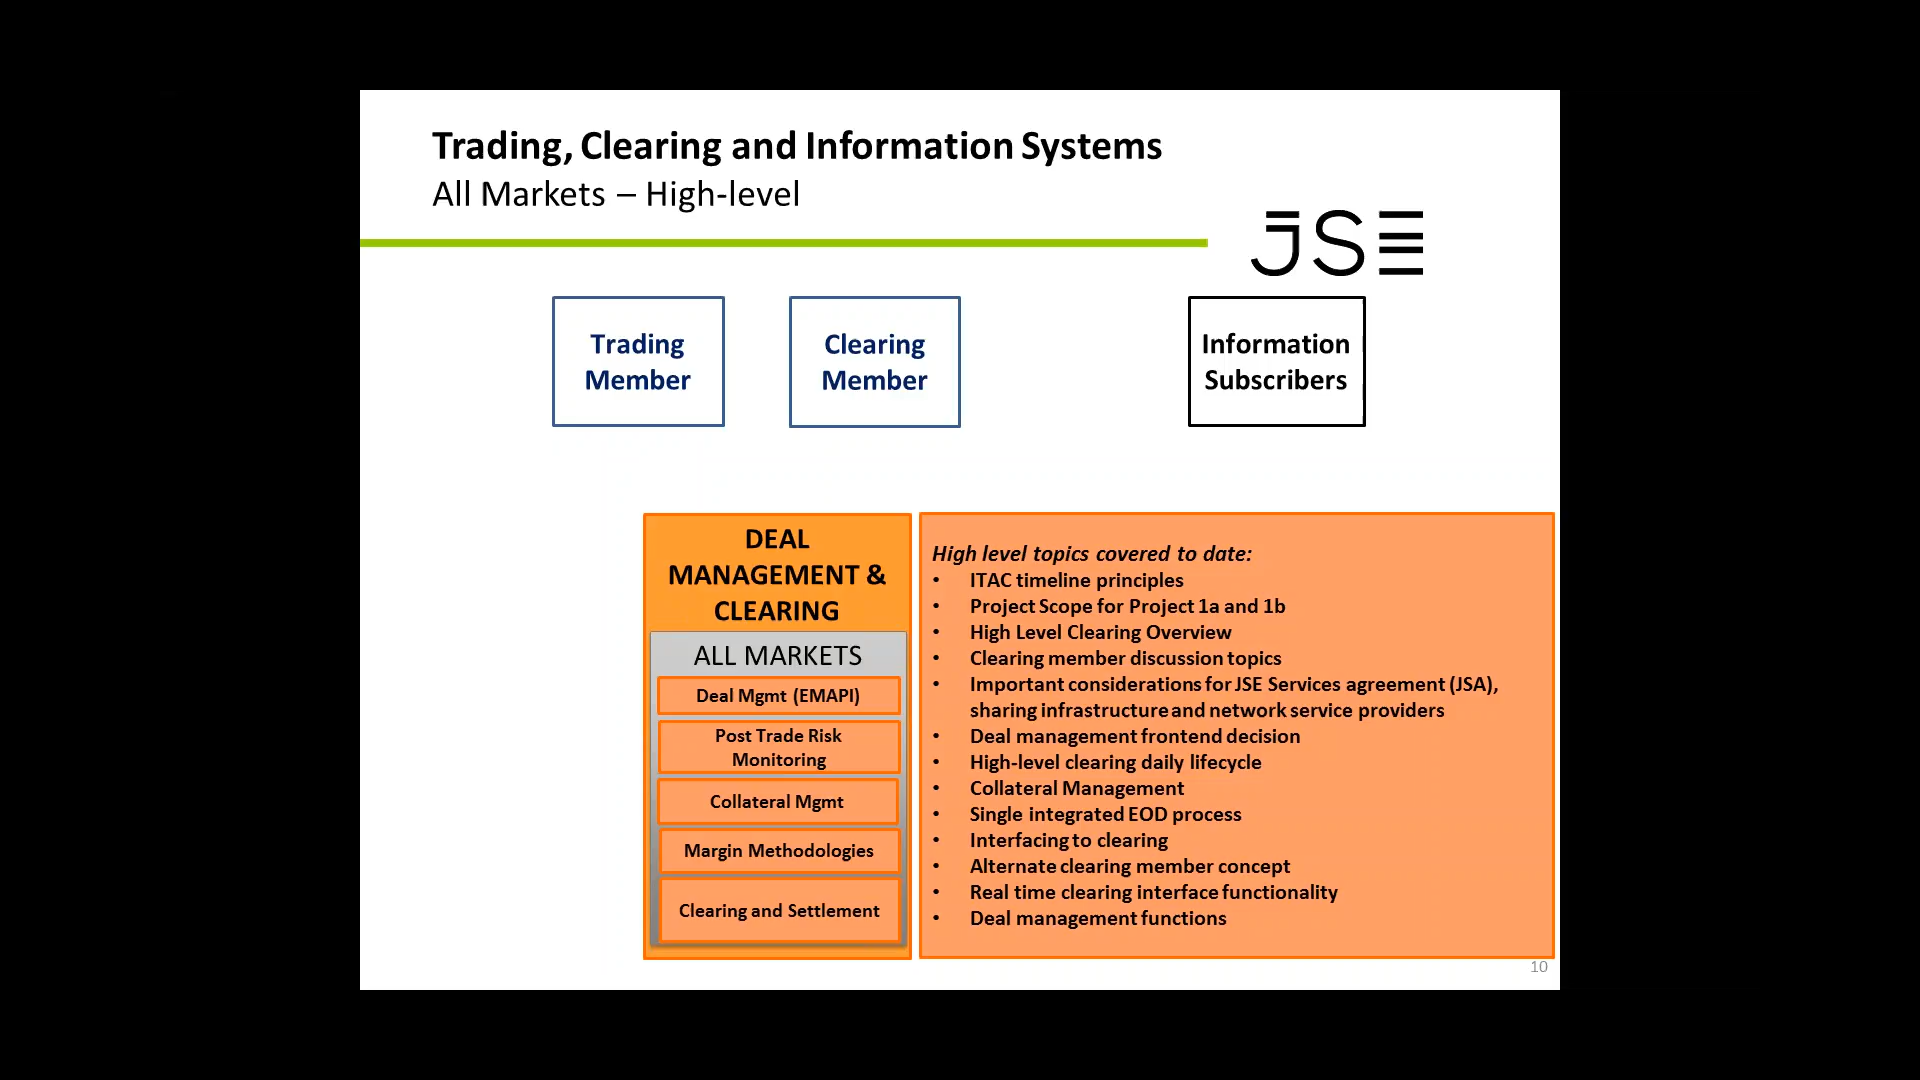 Trading, Clearing and Information Systems
All Markets – High-level
JSE
Trading
Member
Clearing
Member
Information
Subscribers
DEAL
MANAGEMENT &
CLEARING
ALL MARKETS
Deal Mgmt (EMAPI)
Post Trade Risk
Monitoring
Collateral Mgmt
Margin Methodologies
Clearing and Settlement
High level topics covered to date:
• ITAC timeline principles
• Project Scope for Project 1a and 1b
• High Level Clearing Overview
• Clearing member discussion topics
• Important considerations for JSE Services agreement (JSA),
sharing infrastructure and network service providers
• Deal management frontend decision
• High-level clearing daily lifecycle
• Collateral Management
• Single integrated EOD process
• Interfacing to clearing
• Alternate clearing member concept
• Real time clearing interface functionality
• Deal management functions
10